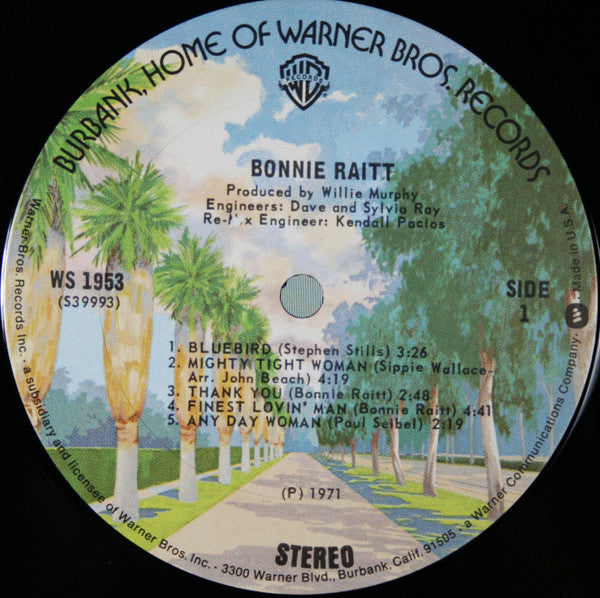 BURBANK, HOME OF WARNER BROS. RECORDS
RECORDS
BONNIE RAITT
Produced by Willie Murphy
Engineers: Dave and Sylvia Ray
Engineer: Kendall Pacios
WS 1953
(S39993)
SIDE
1
1. BLUEBIRD (Stephen Stills) 3:26
2. MIGHTY TIGHT WOMAN (Sippie Wallace--
Arr. John Beach) 4:19
3. THANK YOU (Bonnie Raitt) 2:48
4. FINEST LOVIN' MAN (Bonnie Raitt) 4:41
5. ANY DAY WOMAN (Paul Seibel) 2:19
(P) 1971
STEREO
Warner Bros. Records Inc. · a subsidiary and licensee of Warner Bros. Inc. · 3300 Warner Blvd., Burbank, Calif. 91505 · a Warner Communications Company · Made in U.S.A.